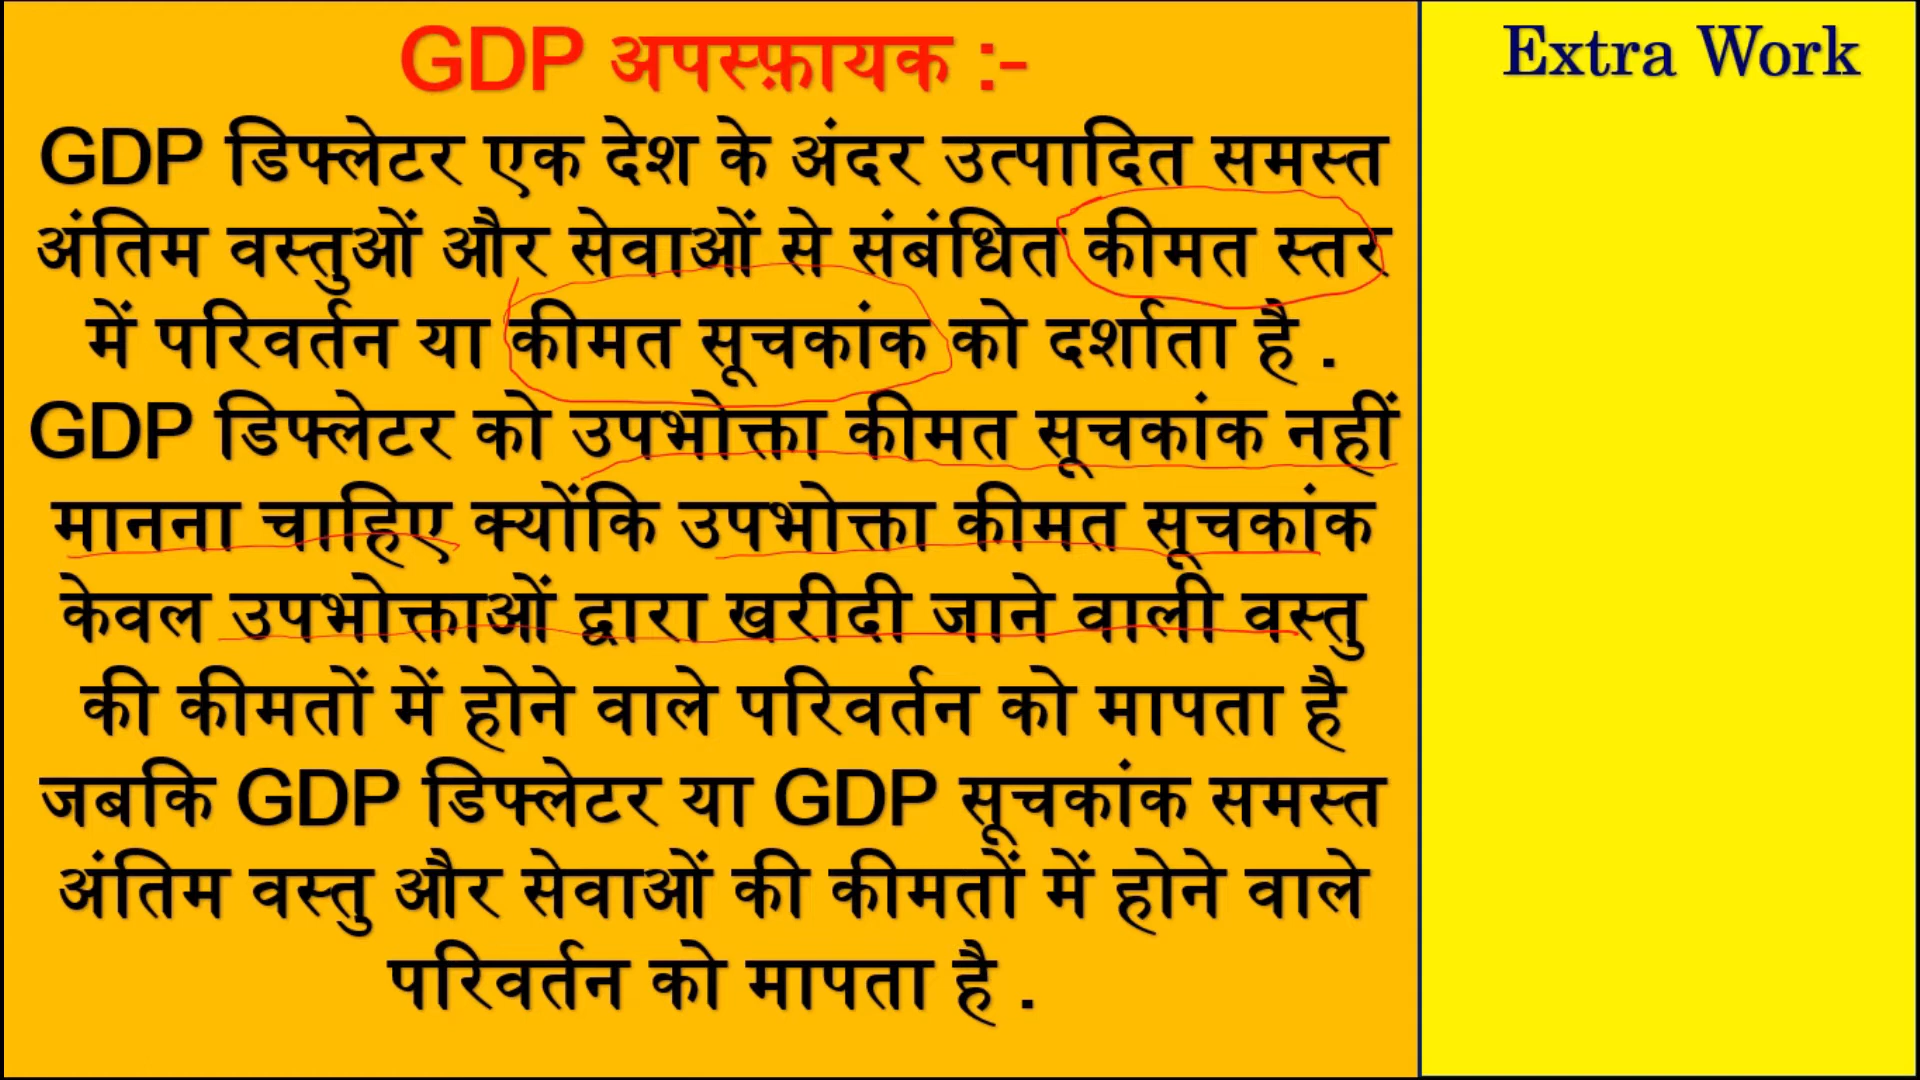 GDP अपस्फ़ायक :-
GDP डिफ्लेटर एक देश के अंदर उत्पादित समस्त
अंतिम वस्तुओं और सेवाओं से संबंधित कीमत स्तर
में परिवर्तन या कीमत सूचकांक को दर्शाता है .
GDP डिफ्लेटर को उपभोक्ता कीमत सूचकांक नहीं
मानना चाहिए क्योंकि उपभोक्ता कीमत सूचकांक
केवल उपभोक्ताओं द्वारा खरीदी जाने वाली वस्तु
की कीमतों में होने वाले परिवर्तन को मापता है
जबकि GDP डिफ्लेटर या GDP सूचकांक समस्त
अंतिम वस्तु और सेवाओं की कीमतों में होने वाले
परिवर्तन को मापता है .
Extra Work